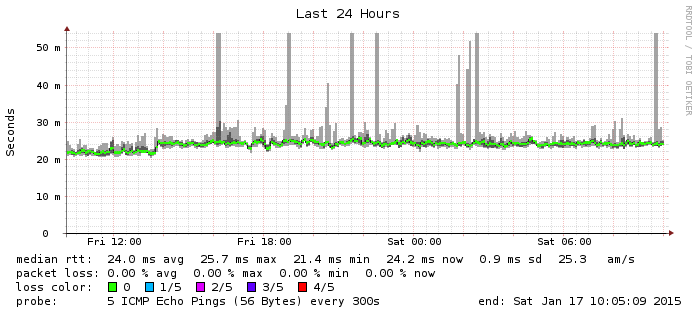 Last 24 Hours
RRDTOOL / TOBI OETIKER
Seconds
50 m
40 m
30 m
20 m
10 m
0
Fri 12:00 Fri 18:00 Sat 00:00 Sat 06:00
median rtt: 24.0 ms avg 25.7 ms max 21.4 ms min 24.2 ms now 0.9 ms sd 25.3 am/s
packet loss: 0.00 % avg 0.00 % max 0.00 % min 0.00 % now
loss color: 0 1/5 2/5 3/5 4/5
probe: 5 ICMP Echo Pings (56 Bytes) every 300s end: Sat Jan 17 10:05:09 2015